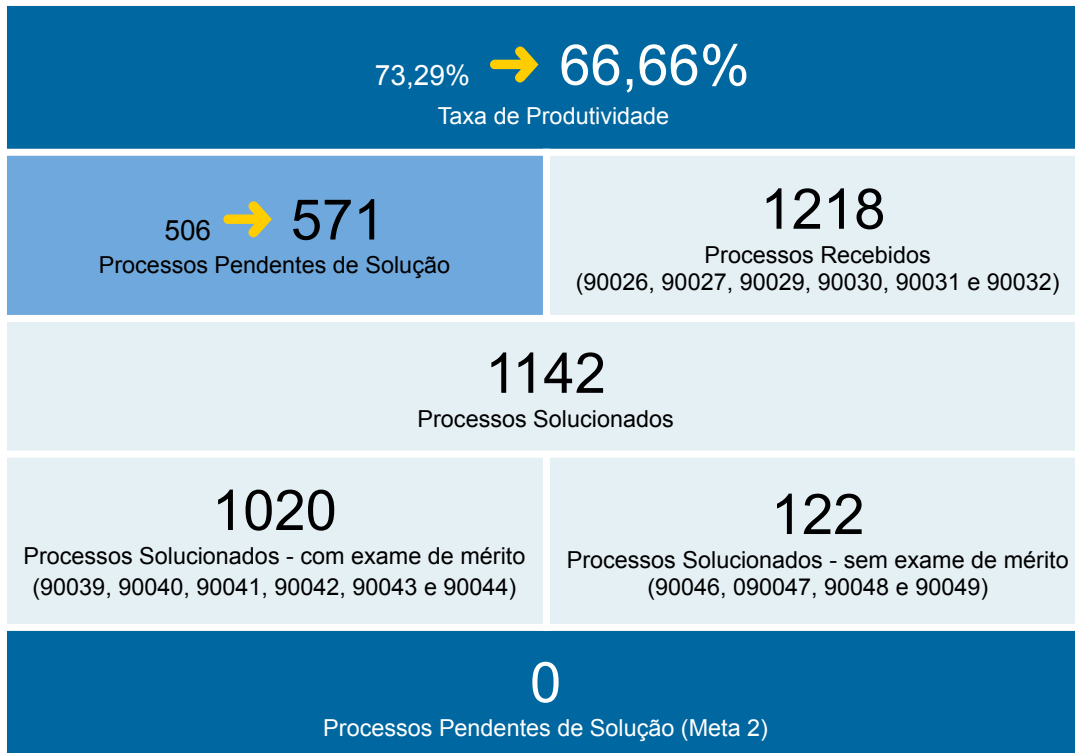 73,29% ➔ 66,66%
Taxa de Produtividade
506 ➔ 571
Processos Pendentes de Solução
1218
Processos Recebidos
(90026, 90027, 90029, 90030, 90031 e 90032)
1142
Processos Solucionados
1020
Processos Solucionados - com exame de mérito
(90039, 90040, 90041, 90042, 90043 e 90044)
122
Processos Solucionados - sem exame de mérito
(90046, 090047, 90048 e 90049)
0
Processos Pendentes de Solução (Meta 2)